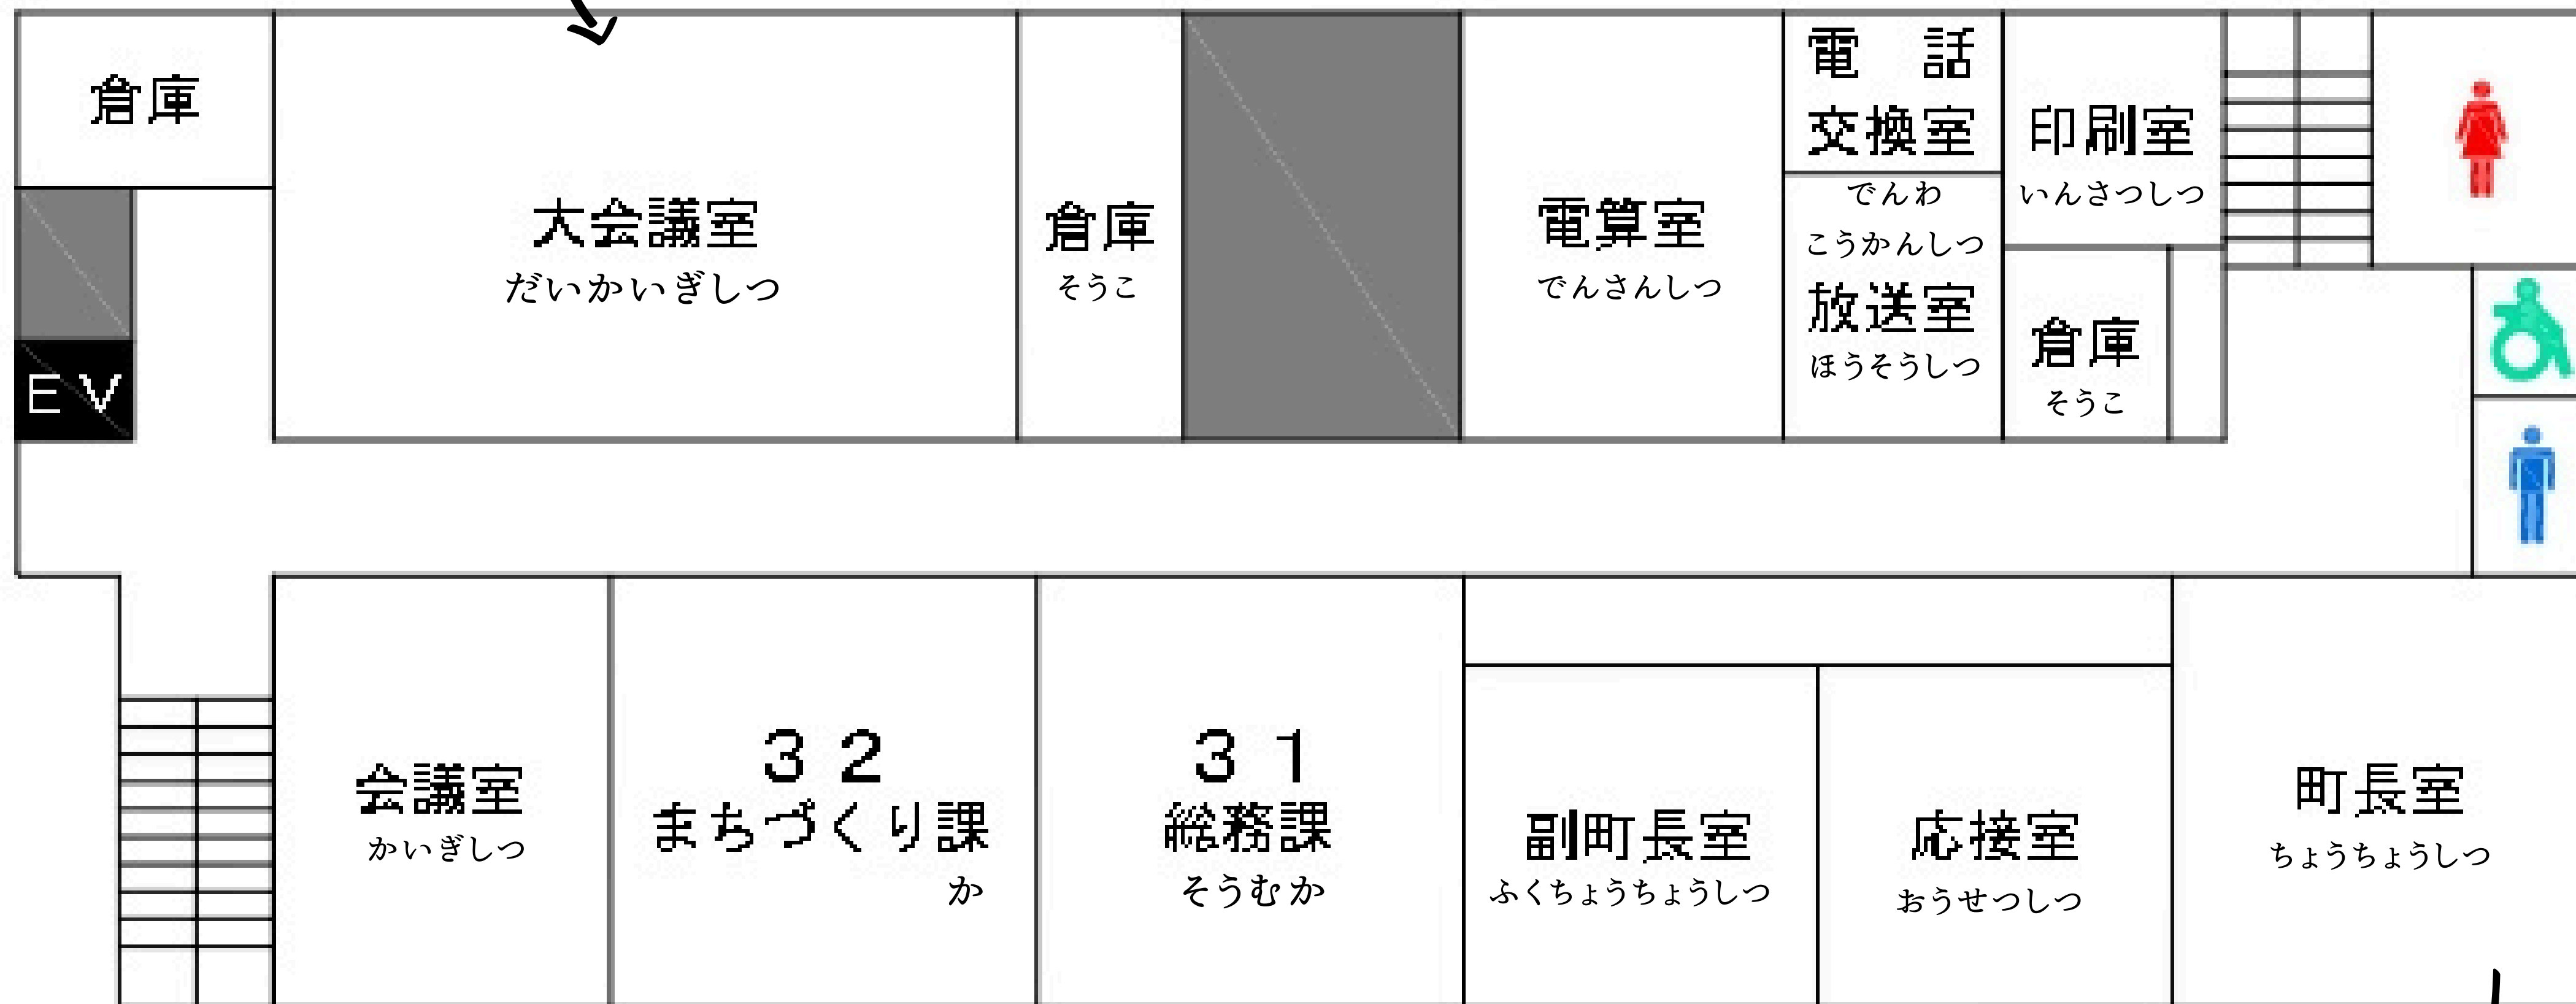 倉庫
EV
大会議室
だいかいぎしつ
倉庫
そうこ
電算室
でんさんしつ
電　話
交換室
でんわ
こうかんしつ
放送室
ほうそうしつ
印刷室
いんさつしつ
倉庫
そうこ
会議室
かいぎしつ
32
まちづくり課
か
31
総務課
そうむか
副町長室
ふくちょうちょうしつ
応接室
おうせつしつ
町長室
ちょうちょうしつ